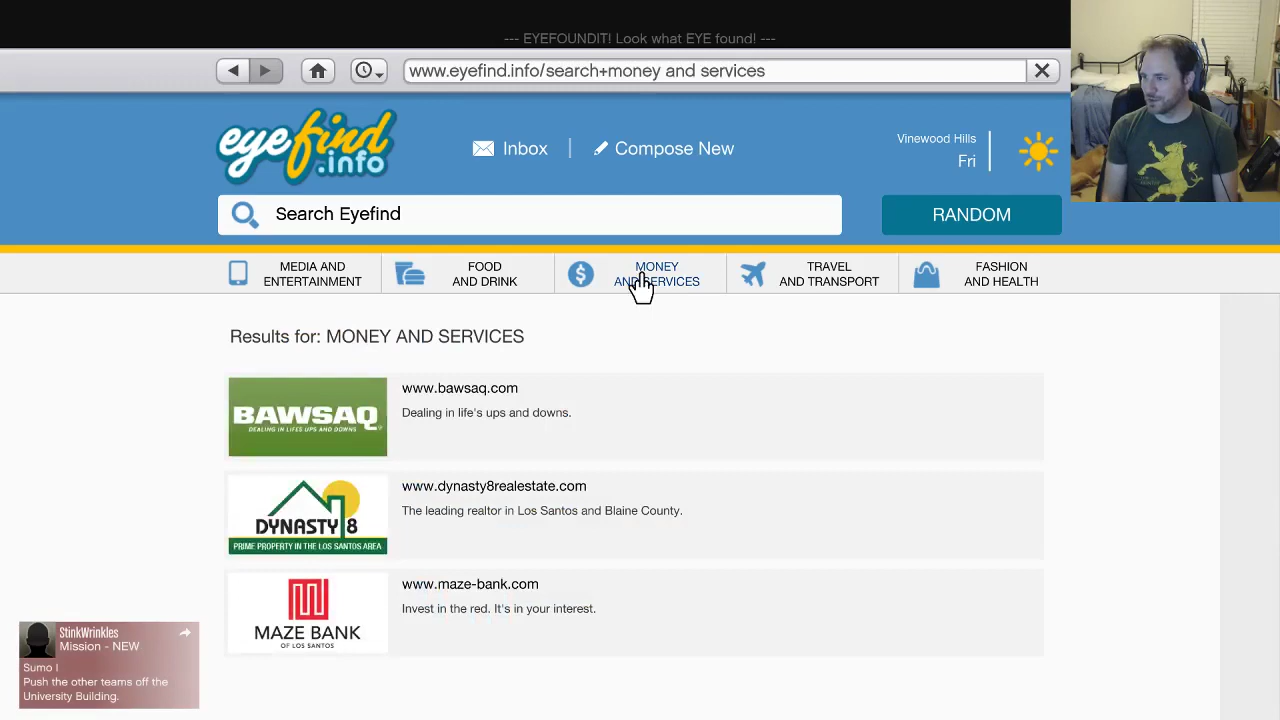 --- EYEFOUNDIT! Look what EYE found! ---
www.eyefind.info/search+money and services
eyefind
.info
Inbox
Compose New
Vinewood Hills
Fri
Search Eyefind
RANDOM
MEDIA AND
ENTERTAINMENT
FOOD
AND DRINK
MONEY
AND SERVICES
TRAVEL
AND TRANSPORT
FASHION
AND HEALTH
Results for: MONEY AND SERVICES
BAWSAQ
DEALING IN LIFES UPS AND DOWNS
www.bawsaq.com
Dealing in life's ups and downs.
DYNASTY 8
PRIME PROPERTY IN THE LOS SANTOS AREA
www.dynasty8realestate.com
The leading realtor in Los Santos and Blaine County.
MAZE BANK
OF LOS SANTOS
www.maze-bank.com
Invest in the red. It's in your interest.
StinkWrinkles
Mission - NEW
Sumo I
Push the other teams off the
University Building.